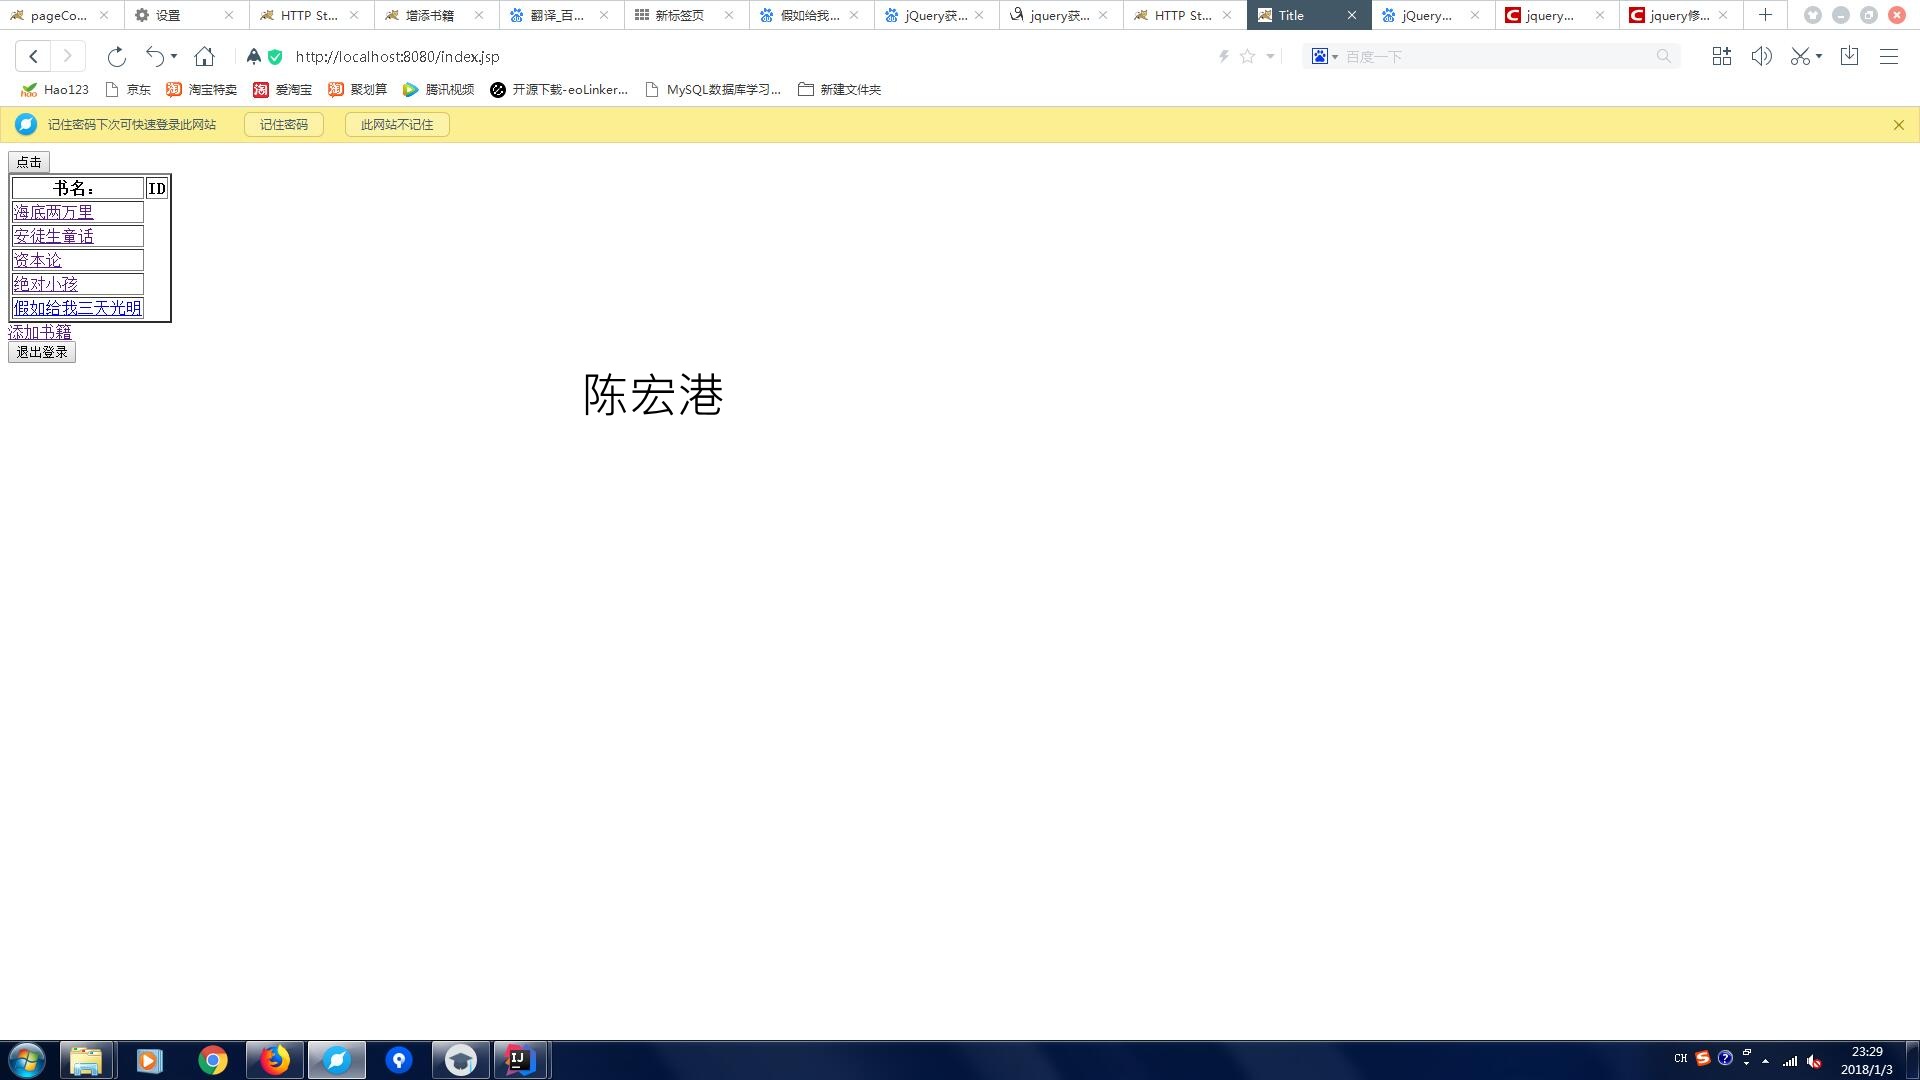 pageCo...
设置
HTTP St...
增添书籍
翻译_百...
新标签页
假如给我...
jQuery获...
jquery获...
HTTP St...
Title
jQuery...
jquery...
jquery修...
http://localhost:8080/index.jsp
百度一下
Hao123
京东
淘宝特卖
爱淘宝
聚划算
腾讯视频
开源下载-eoLinker...
MySQL数据库学习...
新建文件夹
记住密码下次可快速登录此网站
记住密码
此网站不记住
点击
书名： ID
海底两万里
安徒生童话
资本论
绝对小孩
假如给我三天光明
添加书籍
退出登录
陈宏港
CH
23:29
2018/1/3